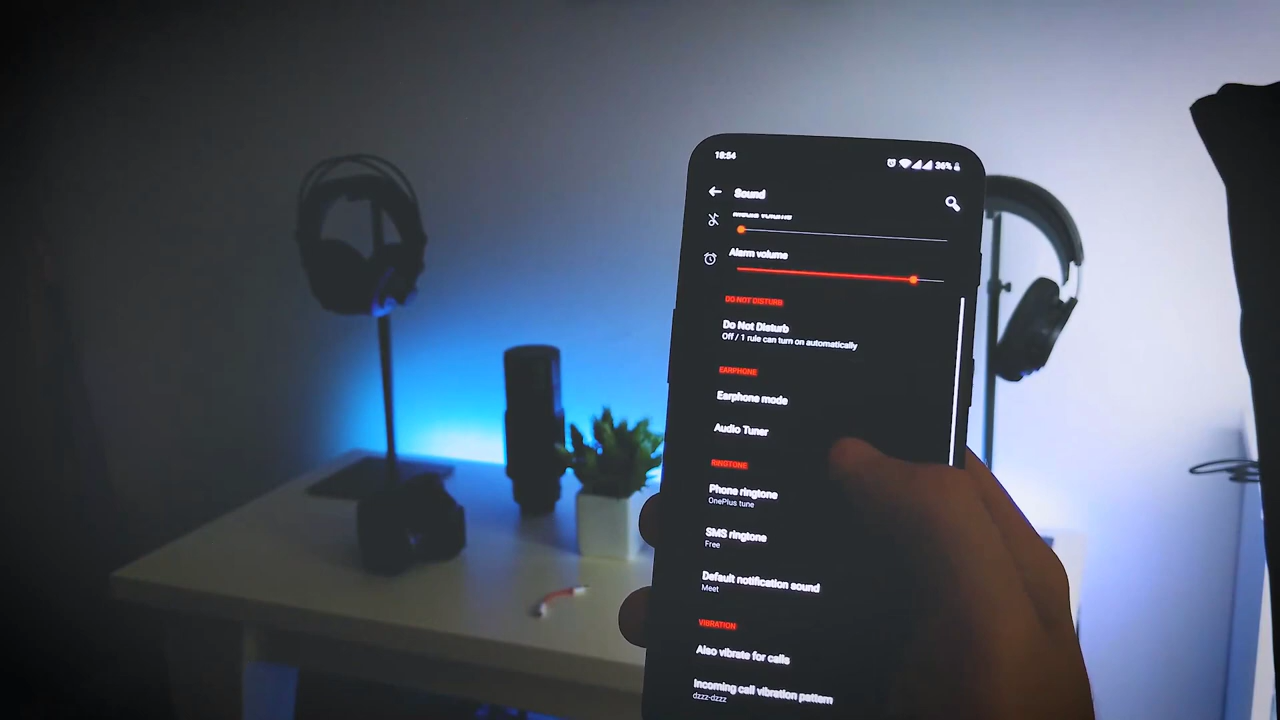 18:54
36%
Sound
Alarm volume
DO NOT DISTURB
Do Not Disturb
Off / 1 rule can turn on automatically
EARPHONE
Earphone mode
Audio Tuner
RINGTONE
Phone ringtone
OnePlus tune
SMS ringtone
Free
Default notification sound
Meet
VIBRATION
Also vibrate for calls
Incoming call vibration pattern
dzzz-dzzz